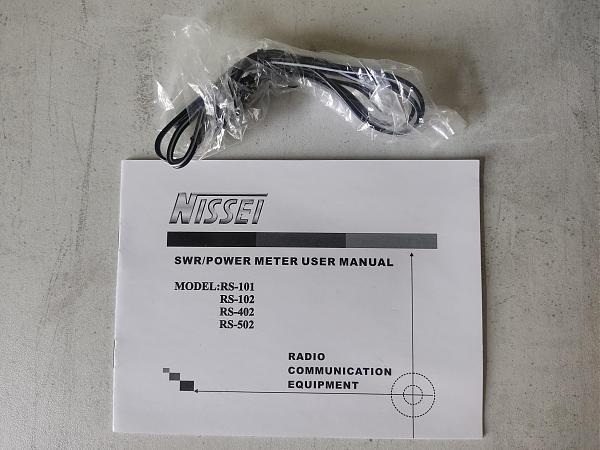 NISSEI
SWR/POWER METER USER MANUAL
MODEL:RS-101
RS-102
RS-402
RS-502
RADIO
COMMUNICATION
EQUIPMENT